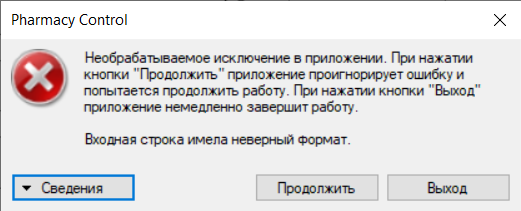 Pharmacy Control
Необрабатываемое исключение в приложении. При нажатии
кнопки "Продолжить" приложение проигнорирует ошибку и
попытается продолжить работу. При нажатии кнопки "Выход"
приложение немедленно завершит работу.
Входная строка имела неверный формат.
Сведения
Продолжить
Выход